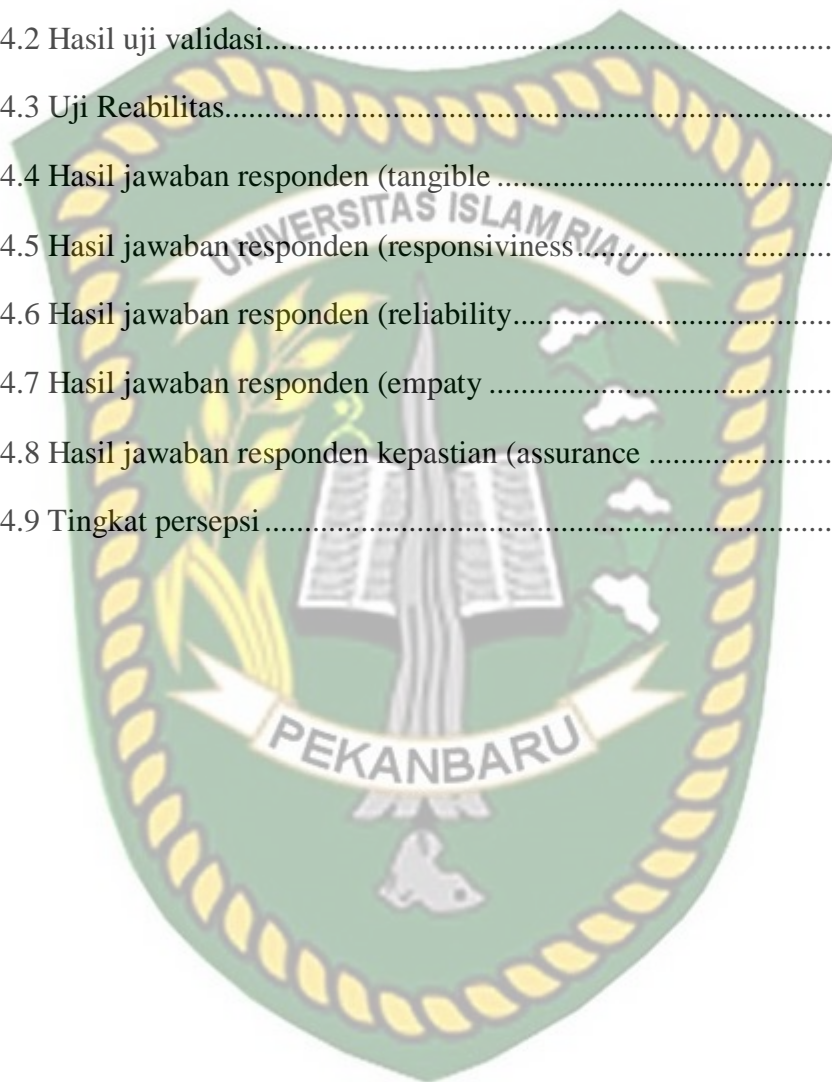 4.2 Hasil uji validasi
4.3 Uji Reabilitas
4.4 Hasil jawaban responden (tangible
UNIVERSITAS ISLAM RIAU
4.5 Hasil jawaban responden (responsiviness
4.6 Hasil jawaban responden (reliability
4.7 Hasil jawaban responden (empaty
4.8 Hasil jawaban responden kepastian (assurance
4.9 Tingkat persepsi
PEKANBARU